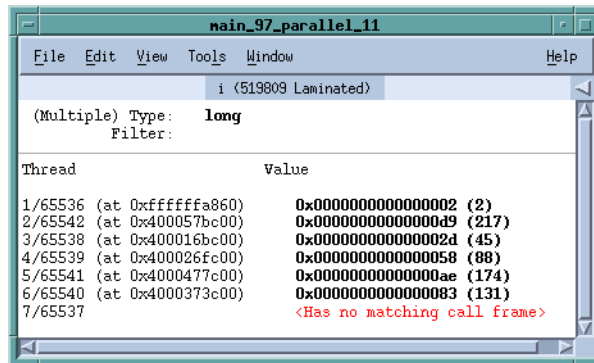 main_97_parallel_11
File Edit View Tools Window Help
i (519809 Laminated)
(Multiple) Type: long
Filter:
Thread Value
1/65536 (at 0xffffffa860) 0x0000000000000002 (2)
2/65542 (at 0x400057bc00) 0x00000000000000d9 (217)
3/65538 (at 0x400016bc00) 0x000000000000002d (45)
4/65539 (at 0x400026fc00) 0x0000000000000058 (88)
5/65541 (at 0x4000477c00) 0x00000000000000ae (174)
6/65540 (at 0x4000373c00) 0x0000000000000083 (131)
7/65537 <Has no matching call frame>